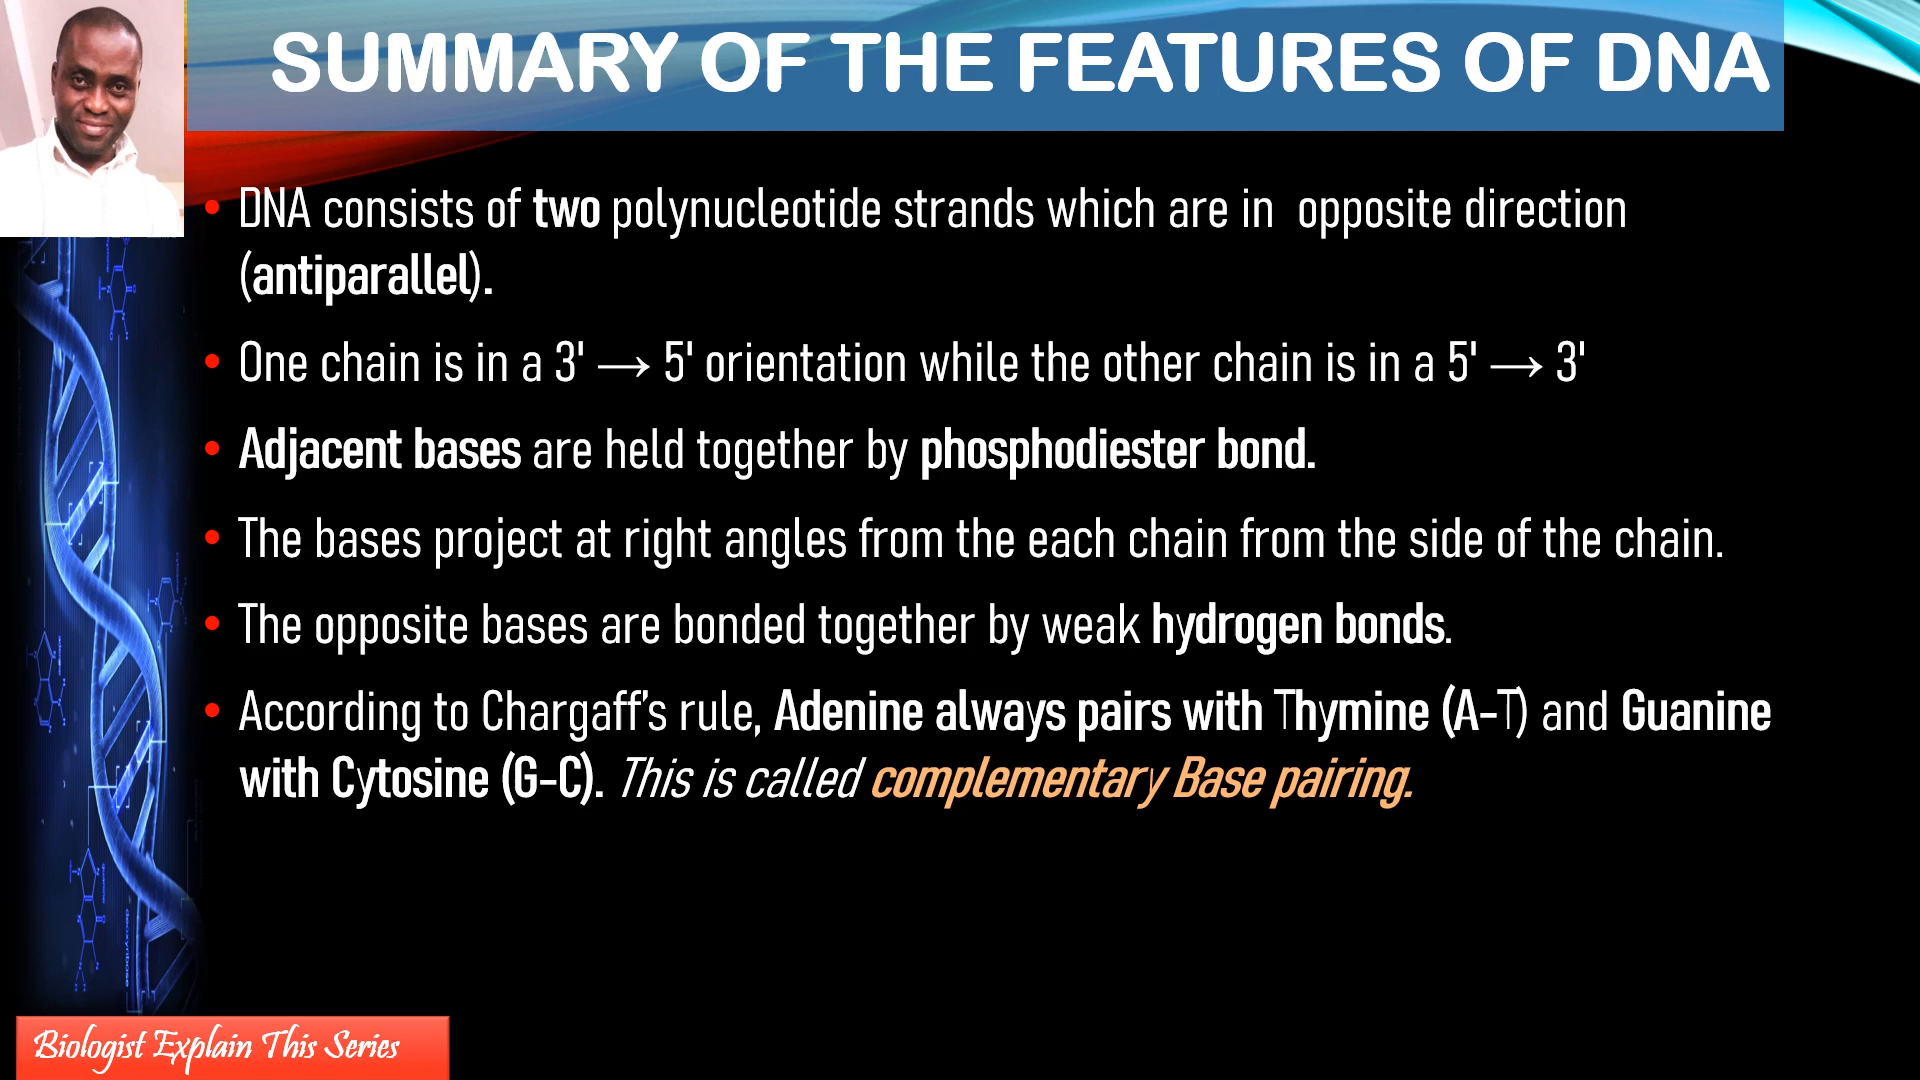 SUMMARY OF THE FEATURES OF DNA
• DNA consists of two polynucleotide strands which are in  opposite direction
(antiparallel).
• One chain is in a 3' → 5' orientation while the other chain is in a 5' → 3'
• Adjacent bases are held together by phosphodiester bond.
• The bases project at right angles from the each chain from the side of the chain.
• The opposite bases are bonded together by weak hydrogen bonds.
• According to Chargaff's rule, Adenine always pairs with Thymine (A-T) and Guanine
with Cytosine (G-C). This is called complementary Base pairing.
Biologist Explain This Series